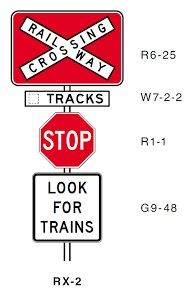 RAILWAY
CROSSING
R6-25
TRACKS
W7-2-2
STOP
R1-1
LOOK
FOR
TRAINS
G9-48
RX-2